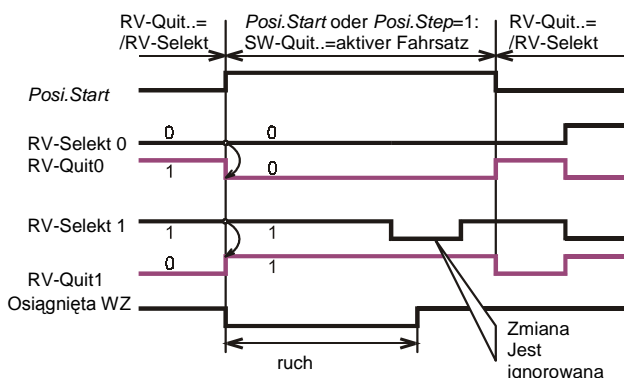 RV-Quit..=
/RV-Selekt
Posi.Start oder Posi.Step=1:
SW-Quit..=aktiver Fahrsatz
RV-Quit..=
/RV-Selekt
Posi.Start
RV-Selekt 0
0
0
RV-Quit0
1
0
RV-Selekt 1
1
1
RV-Quit1
0
1
Osiągnięta WZ
ruch
Zmiana
Jest
ignorowana